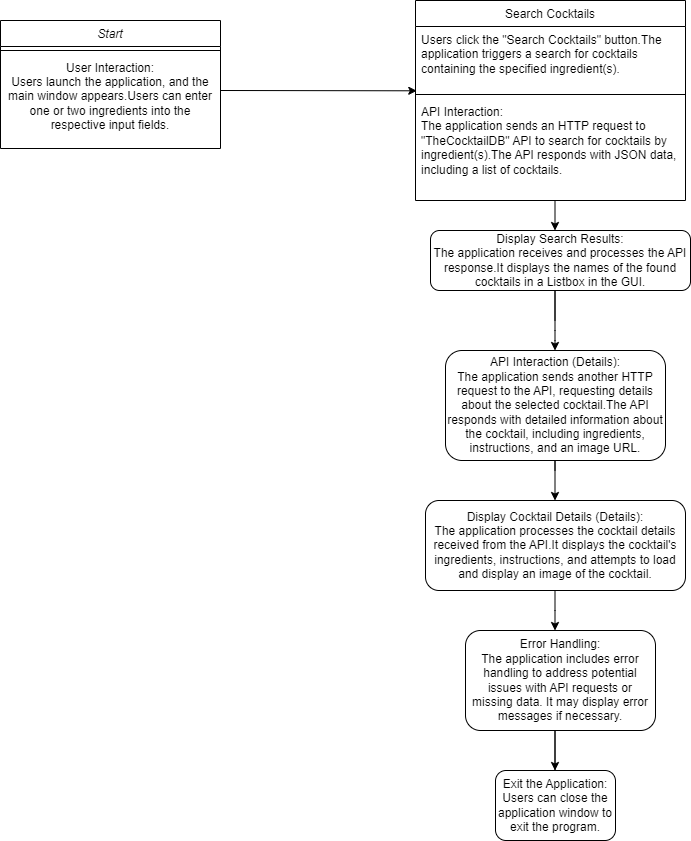 Start
User Interaction:
Users launch the application, and the
main window appears.Users can enter
one or two ingredients into the
respective input fields.
Search Cocktails
Users click the "Search Cocktails" button.The
application triggers a search for cocktails
containing the specified ingredient(s).
API Interaction:
The application sends an HTTP request to
"TheCocktailDB" API to search for cocktails by
ingredient(s).The API responds with JSON data,
including a list of cocktails.
Display Search Results:
The application receives and processes the API
response.It displays the names of the found
cocktails in a Listbox in the GUI.
API Interaction (Details):
The application sends another HTTP
request to the API, requesting details
about the selected cocktail.The API
responds with detailed information about
the cocktail, including ingredients,
instructions, and an image URL.
Display Cocktail Details (Details):
The application processes the cocktail details
received from the API.It displays the cocktail's
ingredients, instructions, and attempts to load
and display an image of the cocktail.
Error Handling:
The application includes error
handling to address potential
issues with API requests or
missing data. It may display error
messages if necessary.
Exit the Application:
Users can close the
application window to
exit the program.